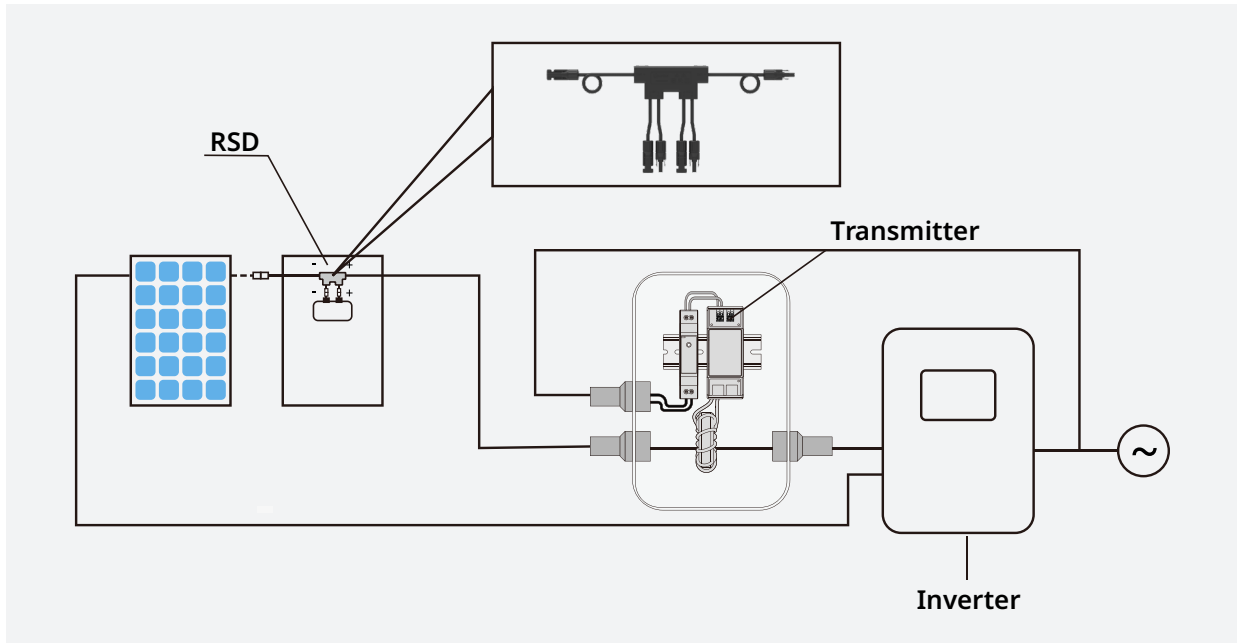 RSD
Transmitter
- +
- +
~
Inverter